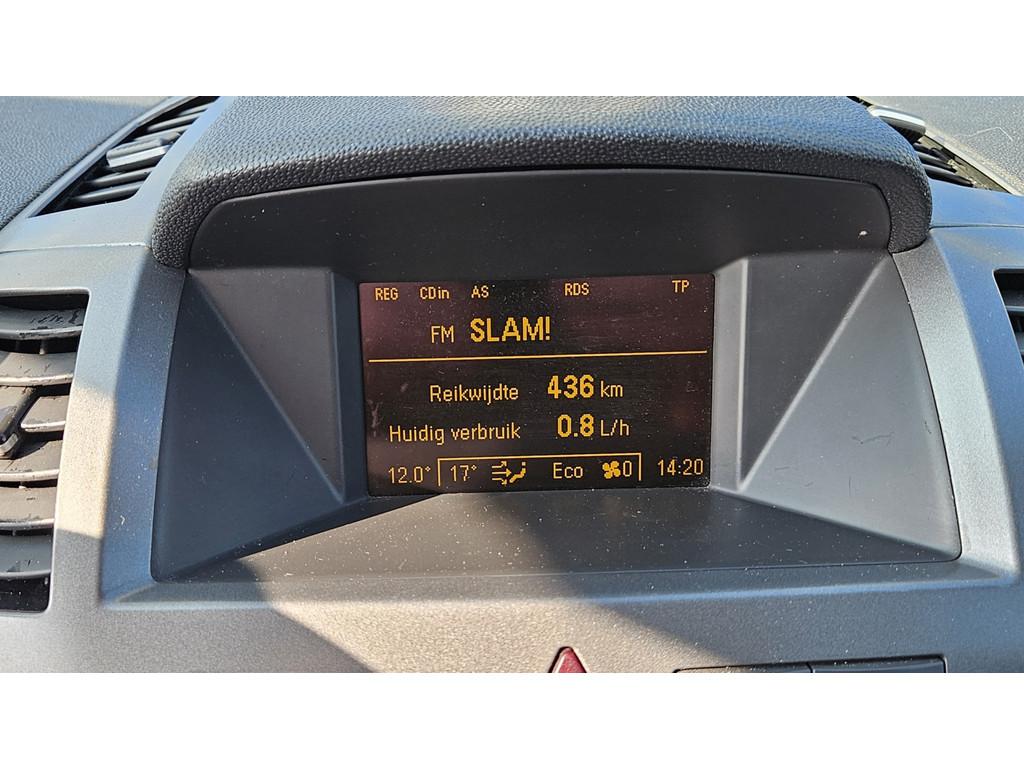 REG CDin AS RDS TP
FM SLAM!
Reikwijdte 436 km
Huidig verbruik 0.8 L/h
12.0° 17° Eco 0 14:20